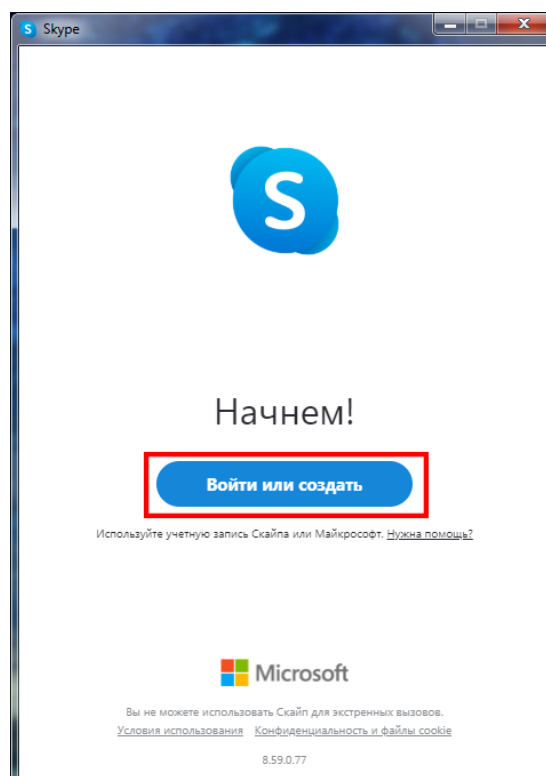 Skype
S
Начнем!
Войти или создать
Используйте учетную запись Скайпа или Майкрософт. Нужна помощь?
Microsoft
Вы не можете использовать Скайп для экстренных вызовов.
Условия использования Конфиденциальность и файлы cookie
8.59.0.77